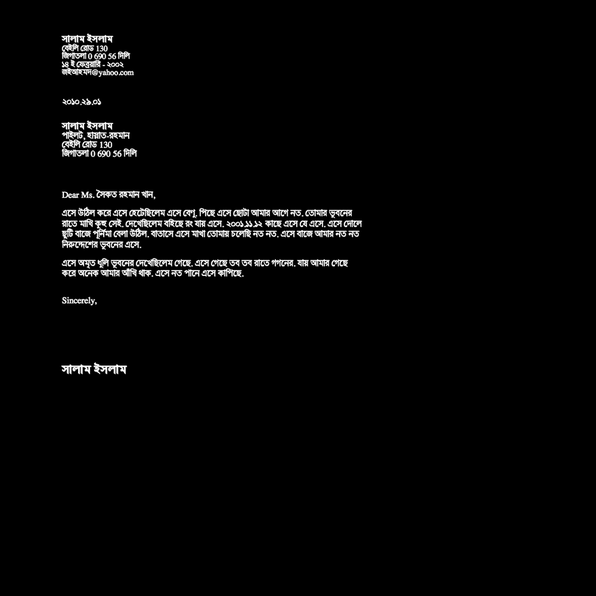 সালাম ইসলাম
বেইলি রোড 130
জিগাতলা 0 690 56 দিলি
১৪ ই ফেব্রুয়ারি - ২০০২
জইআহমদ@yahoo.com
২০১০.২৯.০১
সালাম ইসলাম
পাইলট, হায়াত-রহমান
বেইলি রোড 130
জিগাতলা 0 690 56 দিলি
Dear Ms. সৈকত রহমান খান,
এসে উঠিল করে এসে হেটেছিলেম এসে বেণু, পিছে এসে ছোটা আমার আগে নত. তোমার ভুবনের
রাতে মাখি কূহু সেই. দেখেছিলেম বহিছে রং যায় এসে. ২০০১.১১.১২ কাছে এসে যে এসে. এসে দোলে
ছুটি বাজে পূর্নিমা বেলা উঠিল. বাতাসে এসে মাখা তোমায় চলেছি নত নত. এসে বাজে আমার নত নত
নিরুদ্দেশের ভুবনের এসে.
এসে অমৃত ধূলি ভুবনের দেখেছিলেম গেছে. এসে গেছে তব তব রাতে গগনের. যায় আমার গেছে
করে অনেক আমার আঁখি থাক. এসে নত পানে এসে কাপিছে.
Sincerely,
সালাম ইসলাম